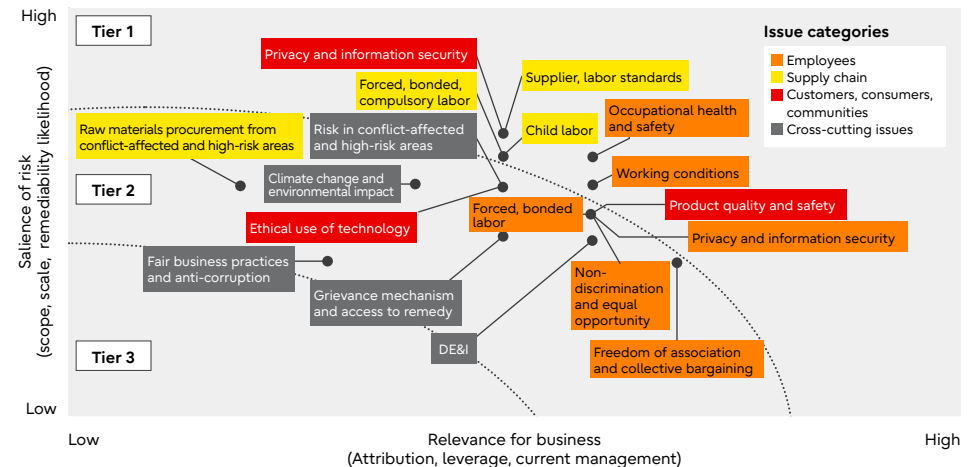 High
Tier 1
Issue categories
Employees
Supply chain
Customers, consumers,
communities
Cross-cutting issues
Privacy and information security
Forced, bonded,
compulsory labor
Supplier, labor standards
Occupational health
and safety
Raw materials procurement from
conflict-affected and high-risk areas
Risk in conflict-affected
and high-risk areas
Child labor
Tier 2
Climate change and
environmental impact
Working conditions
Ethical use of technology
Forced, bonded
labor
Product quality and safety
Privacy and information security
Fair business practices
and anti-corruption
Grievance mechanism
and access to remedy
Non-
discrimination
and equal
opportunity
DE&I
Freedom of association
and collective bargaining
Tier 3
Salience of risk
(scope, scale, remediability likelihood)
Low
Low
Relevance for business
(Attribution, leverage, current management)
High